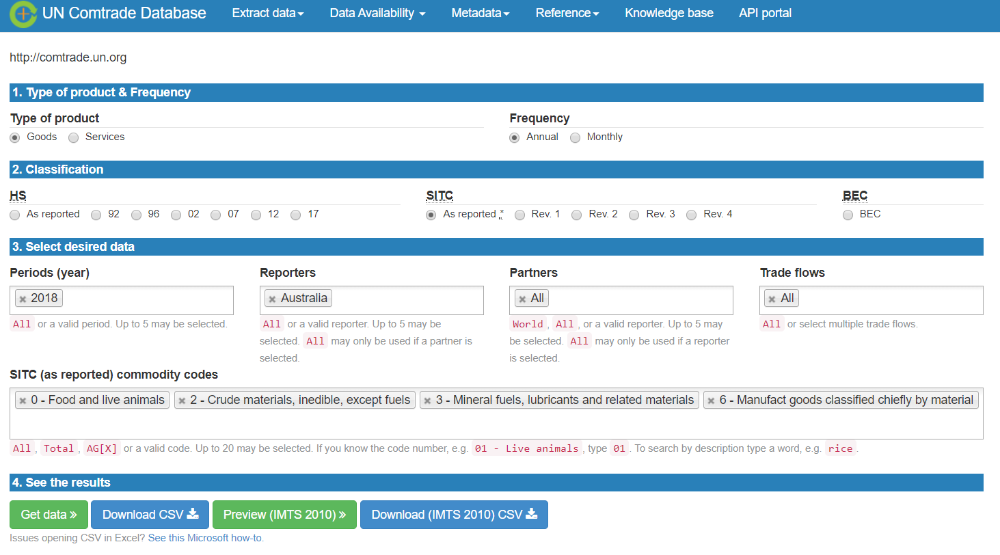 UN Comtrade Database Extract data Data Availability Metadata Reference Knowledge base API portal
http://comtrade.un.org
1. Type of product & Frequency
Type of product Frequency
Goods Services Annual Monthly
2. Classification
HS SITC BEC
As reported 92 96 02 07 12 17 As reported * Rev. 1 Rev. 2 Rev. 3 Rev. 4 BEC
3. Select desired data
Periods (year) Reporters Partners Trade flows
× 2018 × Australia × All × All
All or a valid period. Up to 5 may be selected. All or a valid reporter. Up to 5 may be World , All , or a valid reporter. Up to 5 may All or select multiple trade flows.
selected. All may only be used if a partner is be selected. All may only be used if a reporter
selected. is selected.
SITC (as reported) commodity codes
× 0 - Food and live animals × 2 - Crude materials, inedible, except fuels × 3 - Mineral fuels, lubricants and related materials × 6 - Manufact goods classified chiefly by material
All , Total , AG[X] or a valid code. Up to 20 may be selected. If you know the code number, e.g. 01 - Live animals , type 01 . To search by description type a word, e.g. rice .
4. See the results
Get data » Download CSV Preview (IMTS 2010) » Download (IMTS 2010) CSV
Issues opening CSV in Excel? See this Microsoft how-to.